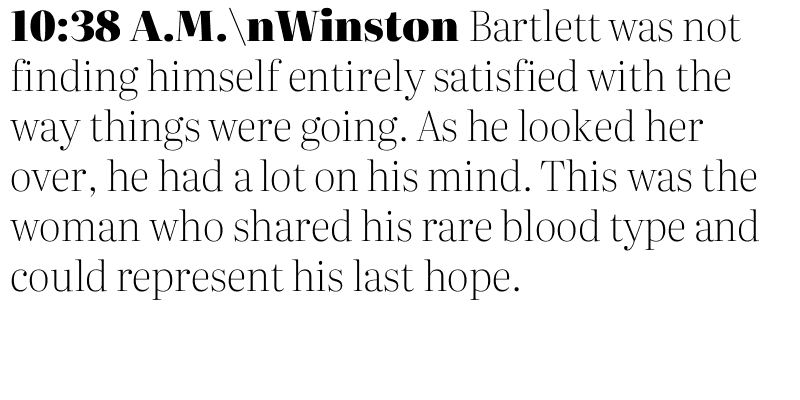 10:38 A.M.\nWinston Bartlett was not
finding himself entirely satisfied with the
way things were going. As he looked her
over, he had a lot on his mind. This was the
woman who shared his rare blood type and
could represent his last hope.